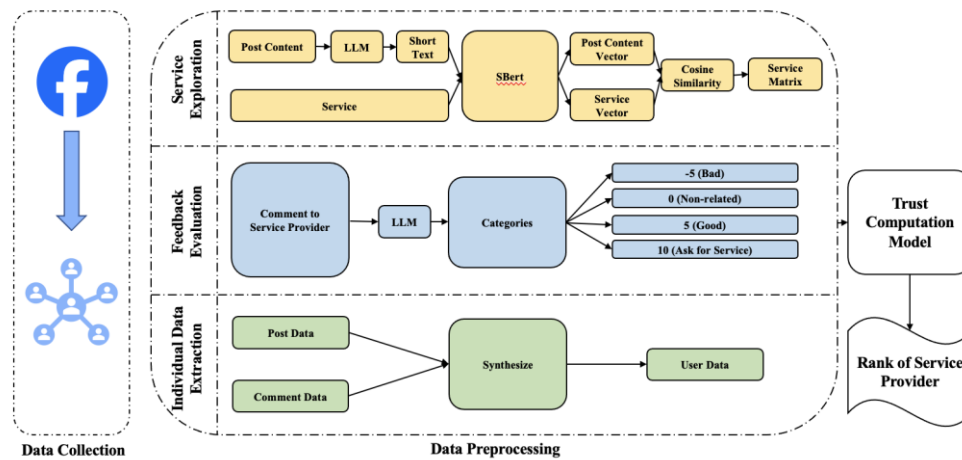 Service
Exploration
Post Content
LLM
Short
Text
Service
SBert
Post Content
Vector
Service
Vector
Cosine
Similarity
Service
Matrix
Feedback
Evaluation
Comment to
Service Provider
LLM
Categories
-5 (Bad)
0 (Non-related)
5 (Good)
10 (Ask for Service)
Individual Data
Extraction
Post Data
Comment Data
Synthesize
User Data
Trust
Computation
Model
Rank of Service
Provider
Data Collection
Data Preprocessing